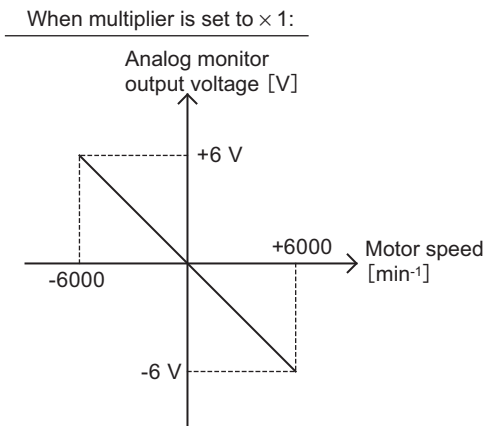 When multiplier is set to × 1:
Analog monitor
output voltage [V]
+6 V
+6000
Motor speed
[min-1]
-6000
-6 V